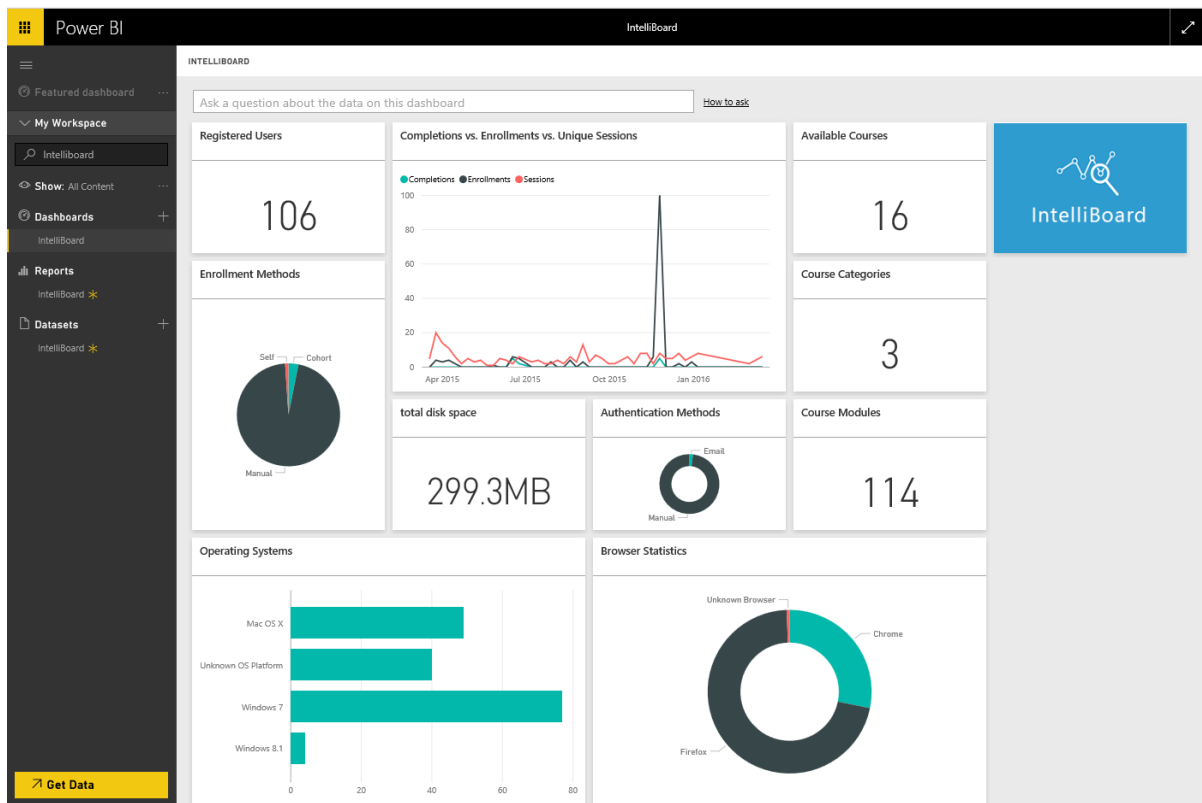 Power BI
IntelliBoard
INTELLIBOARD
Featured dashboard
My Workspace
Intelliboard
Show: All Content
Dashboards
IntelliBoard
Reports
IntelliBoard
Datasets
IntelliBoard
Get Data
Ask a question about the data on this dashboard
How to ask
Registered Users
106
Completions vs. Enrollments vs. Unique Sessions
Completions Enrollments Sessions
100
80
60
40
20
0
Apr 2015 Jul 2015 Oct 2015 Jan 2016
Available Courses
16
IntelliBoard
Enrollment Methods
Self Cohort
Manual
Course Categories
3
total disk space
299.3MB
Authentication Methods
Email
Manual
Course Modules
114
Operating Systems
Mac OS X
Unknown OS Platform
Windows 7
Windows 8.1
0 20 40 60 80
Browser Statistics
Unknown Browser
Chrome
Firefox